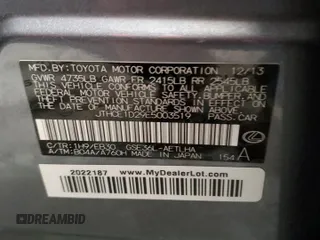 MFD.BY: TOYOTA MOTOR CORPORATION 12/13
GVWR 4735LB GAWR FR 2415LB RR 2545LB
THIS VEHICLE CONFORMS TO ALL APPLICABLE
FEDERAL MOTOR VEHICLE SAFETY, BUMPER, AND
THEFT PREVENTION STANDARDS IN EFFECT ON
THE DATE OF MANUFACTURE SHOWN ABOVE.
JTHCE1D29E5003519 PASS.CAR
C/TR: 1H9/EB30 GSE36L-AETLHA
A/TM: B04A/A760H MADE IN JAPAN 154A
2022187
www.MyDealerLot.com
DREAMBID